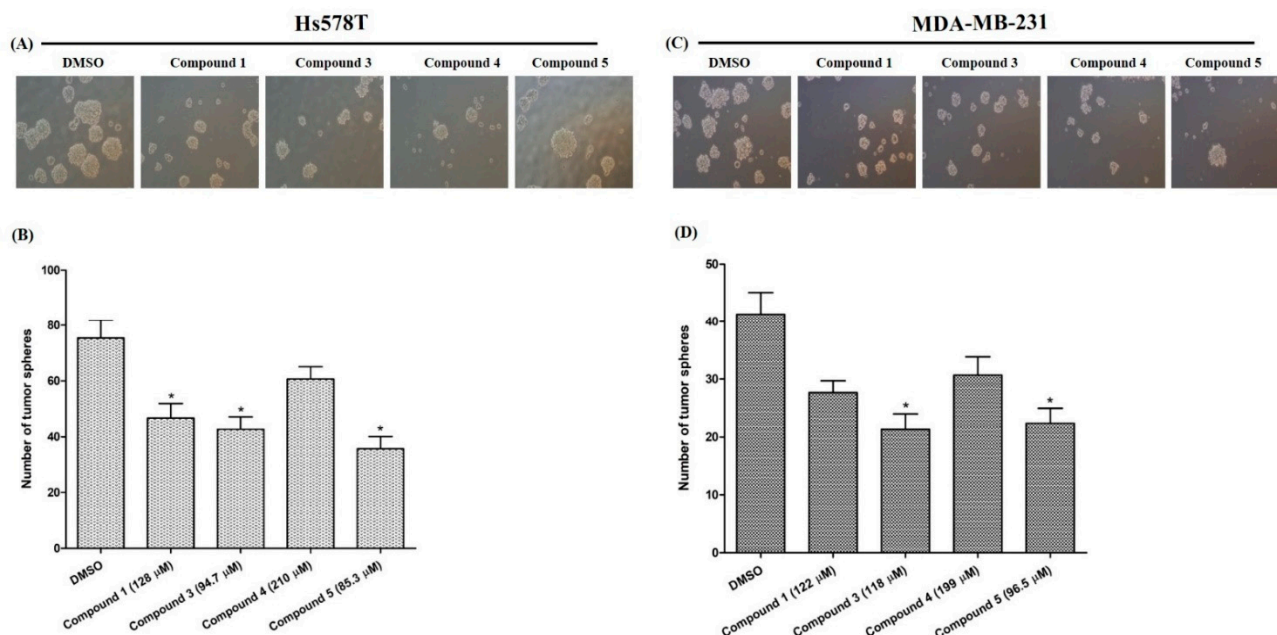 Hs578T
(A)
DMSO Compound 1 Compound 3 Compound 4 Compound 5
(B)
Number of tumor spheres
100
80
60
40
20
0
* * *
DMSO
Compound 1 (128 μM)
Compound 3 (94.7 μM)
Compound 4 (210 μM)
Compound 5 (85.3 μM)
MDA-MB-231
(C)
DMSO Compound 1 Compound 3 Compound 4 Compound 5
(D)
Number of tumor spheres
50
40
30
20
10
0
* *
DMSO
Compound 1 (122 μM)
Compound 3 (118 μM)
Compound 4 (199 μM)
Compound 5 (96.5 μM)